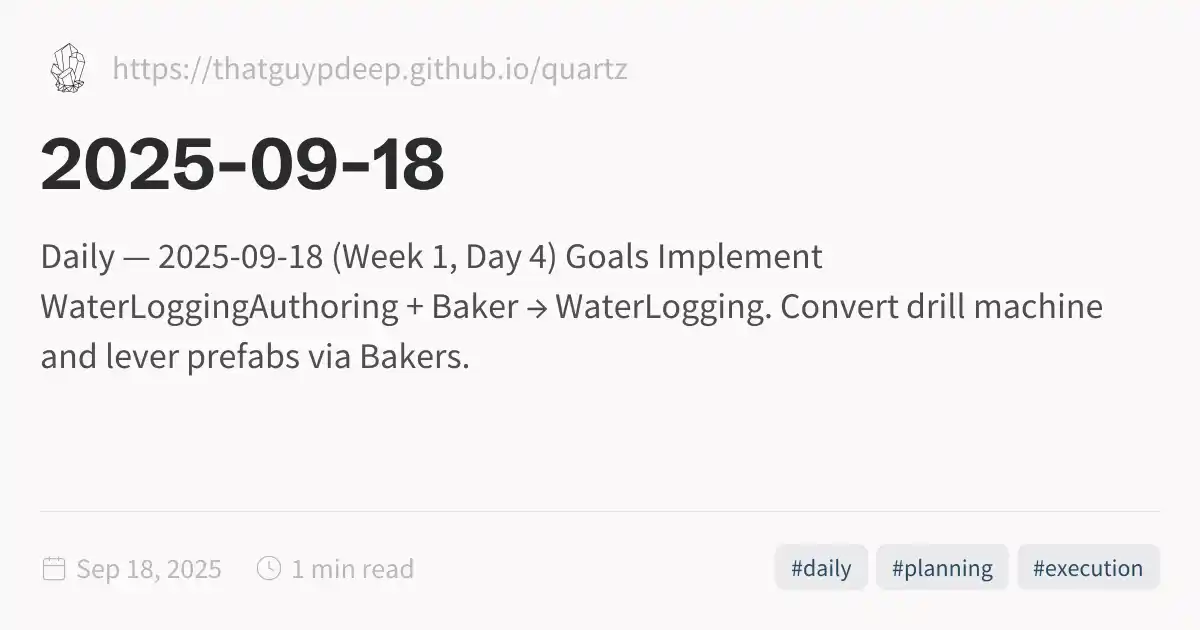 https://thatguypdeep.github.io/quartz
2025-09-18
Daily — 2025-09-18 (Week 1, Day 4) Goals Implement
WaterLoggingAuthoring + Baker → WaterLogging. Convert drill machine
and lever prefabs via Bakers.
Sep 18, 2025 1 min read #daily #planning #execution